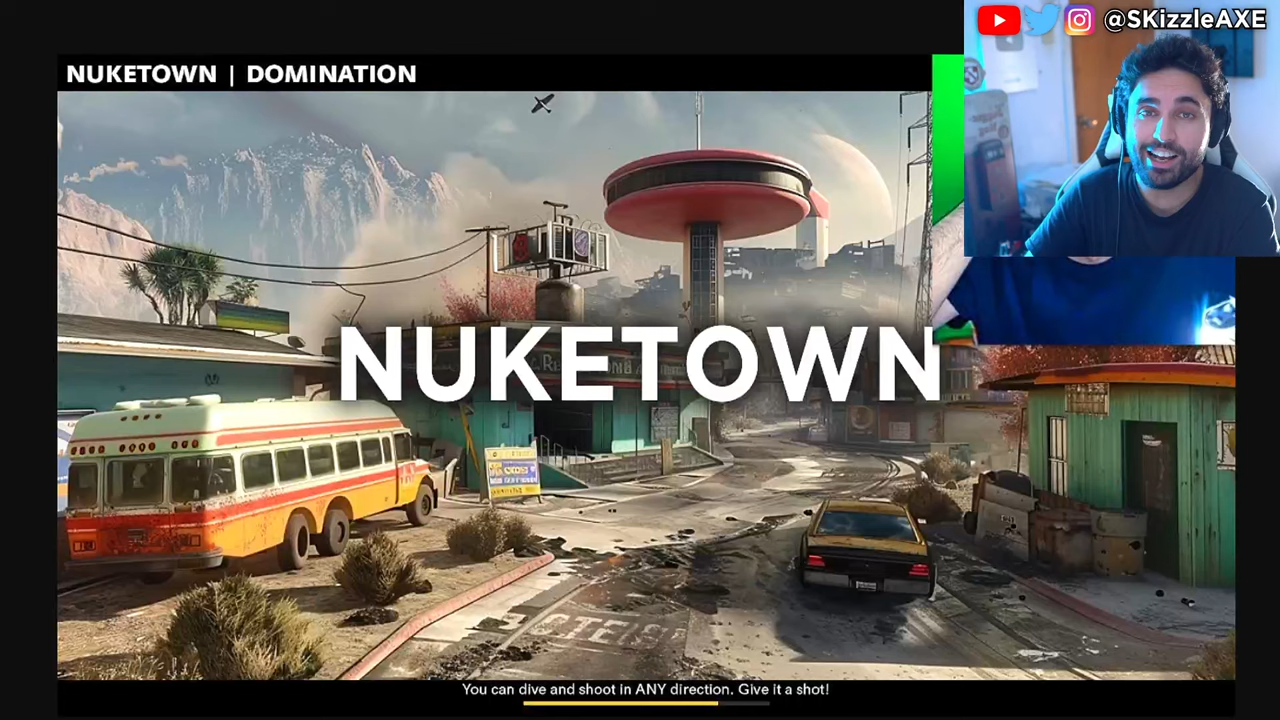 @SKizzleAXE
NUKETOWN | DOMINATION
NUKETOWN
You can dive and shoot in ANY direction. Give it a shot!